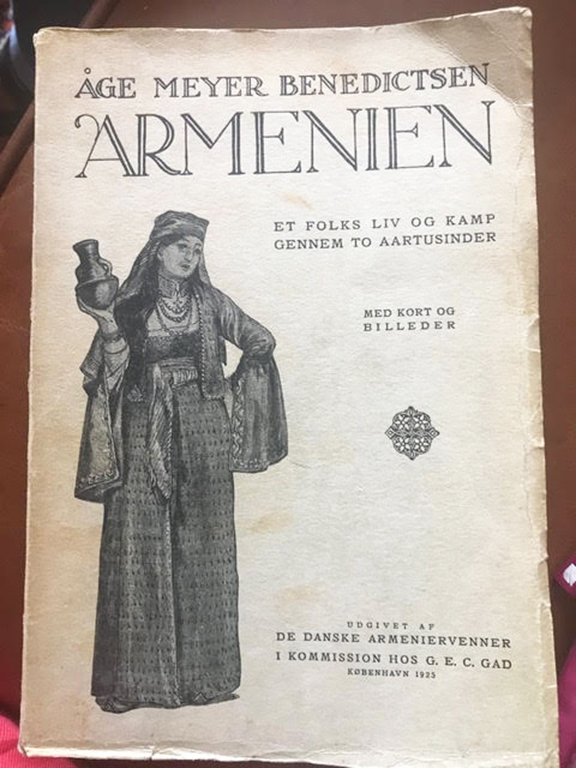 ÅGE MEYER BENEDICTSEN
ARMENIEN
ET FOLKS LIV OG KAMP
GENNEM TO AARTUSINDER
MED KORT OG
BILLEDER
UDGIVET AF
DE DANSKE ARMENIERVENNER
I KOMMISSION HOS G. E. C. GAD
KØBENHAVN 1925